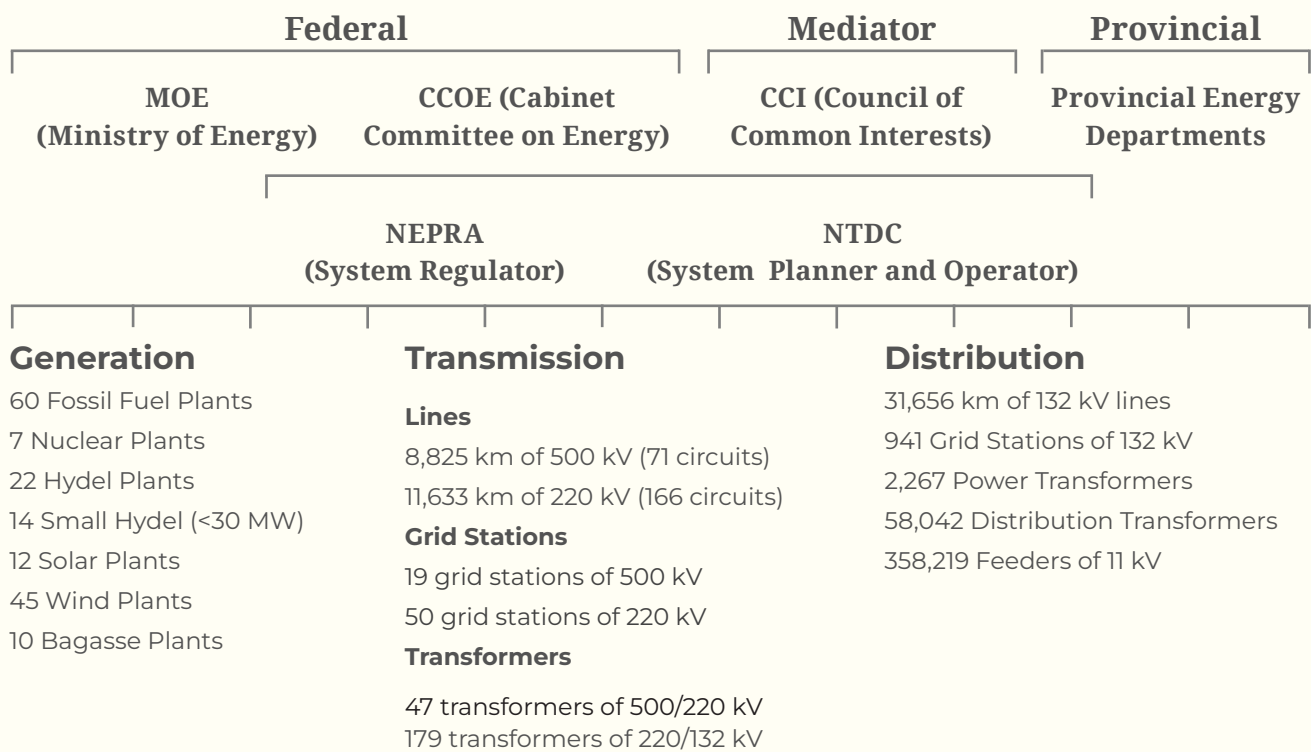 Federal
Mediator
Provincial
MOE
(Ministry of Energy)
CCOE (Cabinet
Committee on Energy)
CCI (Council of
Common Interests)
Provincial Energy
Departments
NEPRA
(System Regulator)
NTDC
(System Planner and Operator)
Generation
60 Fossil Fuel Plants
7 Nuclear Plants
22 Hydel Plants
14 Small Hydel (<30 MW)
12 Solar Plants
45 Wind Plants
10 Bagasse Plants
Transmission
Lines
8,825 km of 500 kV (71 circuits)
11,633 km of 220 kV (166 circuits)
Grid Stations
19 grid stations of 500 kV
50 grid stations of 220 kV
Transformers
47 transformers of 500/220 kV
179 transformers of 220/132 kV
Distribution
31,656 km of 132 kV lines
941 Grid Stations of 132 kV
2,267 Power Transformers
58,042 Distribution Transformers
358,219 Feeders of 11 kV